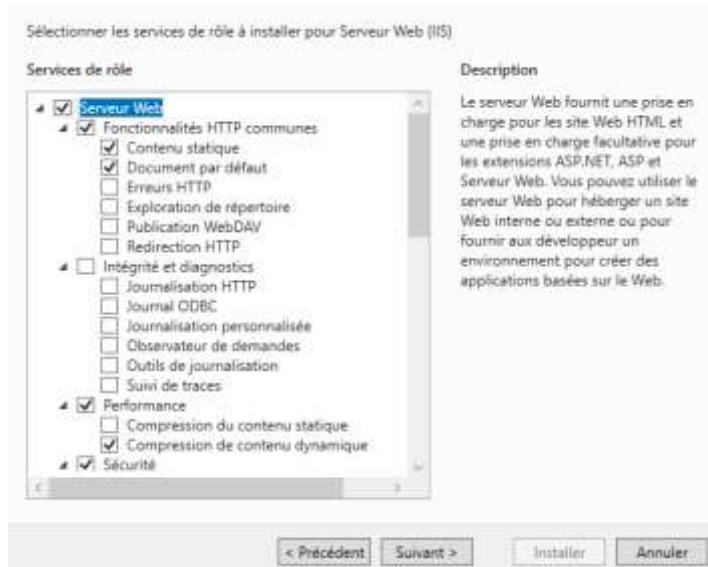 Sélectionner les services de rôle à installer pour Serveur Web (IIS)
Services de rôle
Serveur Web
Fonctionnalités HTTP communes
Contenu statique
Document par défaut
Erreurs HTTP
Exploration de répertoire
Publication WebDAV
Redirection HTTP
Intégrité et diagnostics
Journalisation HTTP
Journal ODBC
Journalisation personnalisée
Observateur de demandes
Outils de journalisation
Suivi de traces
Performance
Compression du contenu statique
Compression de contenu dynamique
Sécurité
Description
Le serveur Web fournit une prise en
charge pour les site Web HTML et
une prise en charge facultative pour
les extensions ASP.NET, ASP et
Serveur Web. Vous pouvez utiliser le
serveur Web pour héberger un site
Web interne ou externe ou pour
fournir aux développeur un
environnement pour créer des
applications basées sur le Web.
< Précédent
Suivant >
Installer
Annuler